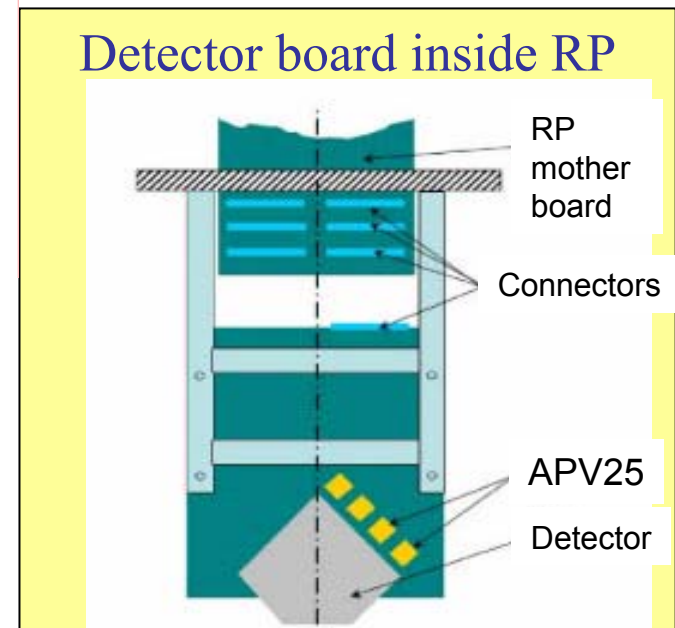 Detector board inside RP
RP
mother
board
Connectors
APV25
Detector